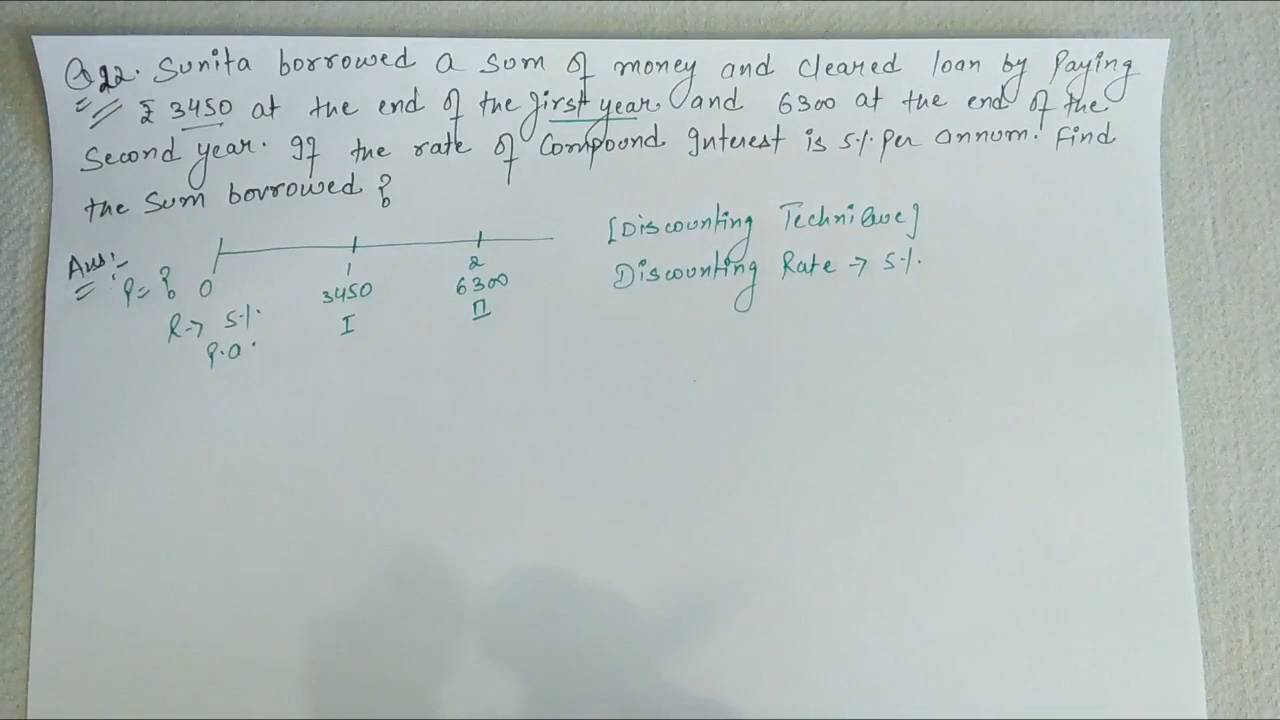 Q22. Sunita borrowed a sum of money and cleared loan by Paying
₹ 3450 at the end of the first year and 6300 at the end of the
Second year. If the rate of Compound Interest is 5% per annum. Find
the Sum borrowed ?
Ans:-
P = ? 0
1
2
3450
6300
R → 5%
P.a.
I
II
[Discounting Technique]
Discounting Rate → 5%.